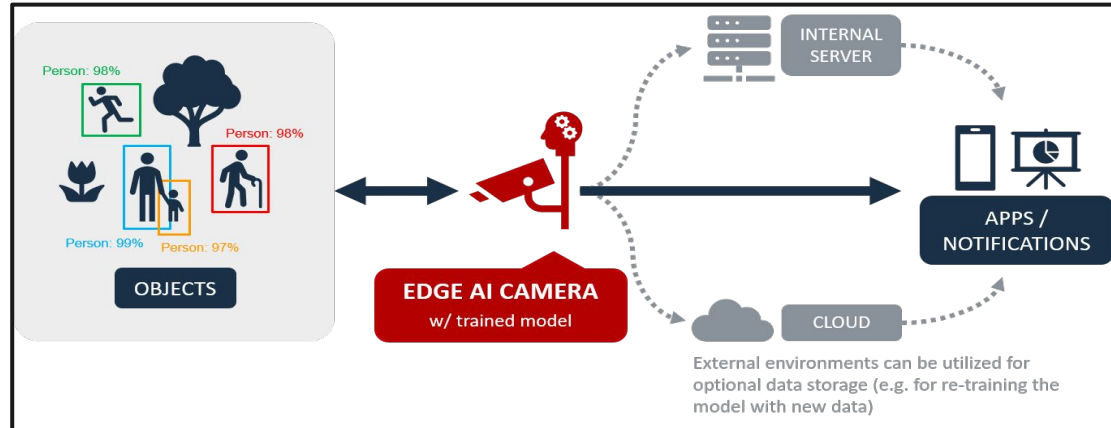 Person: 98%
Person: 98%
Person: 99%
Person: 97%
OBJECTS
EDGE AI CAMERA
w/ trained model
INTERNAL
SERVER
APPS /
NOTIFICATIONS
CLOUD
External environments can be utilized for
optional data storage (e.g. for re-training the
model with new data)